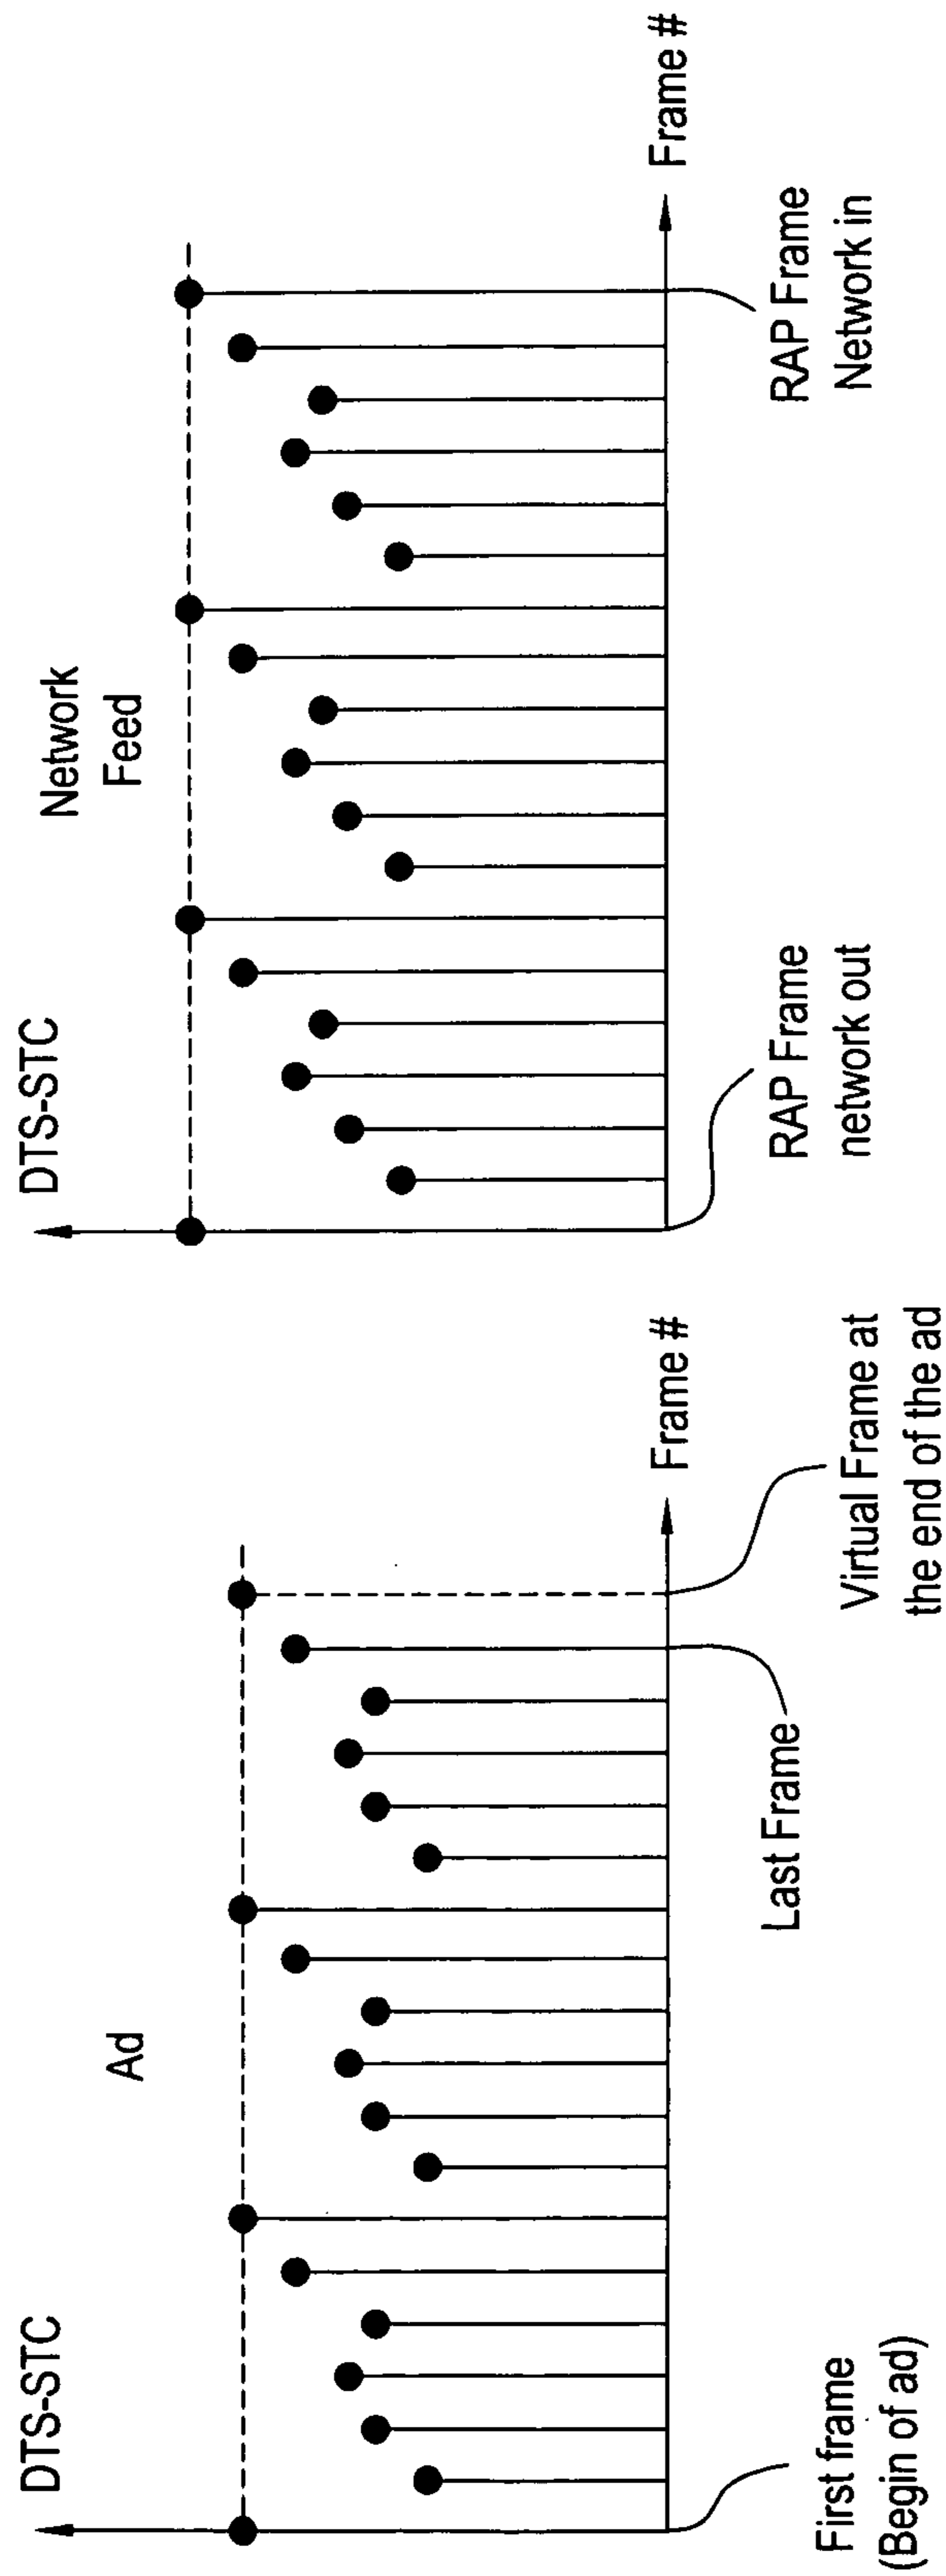 DTS-STC
Ad
Frame #
First frame
(Begin of ad)
Last Frame
Virtual Frame at
the end of the ad
DTS-STC
Network
Feed
Frame #
RAP Frame
network out
RAP Frame
Network in